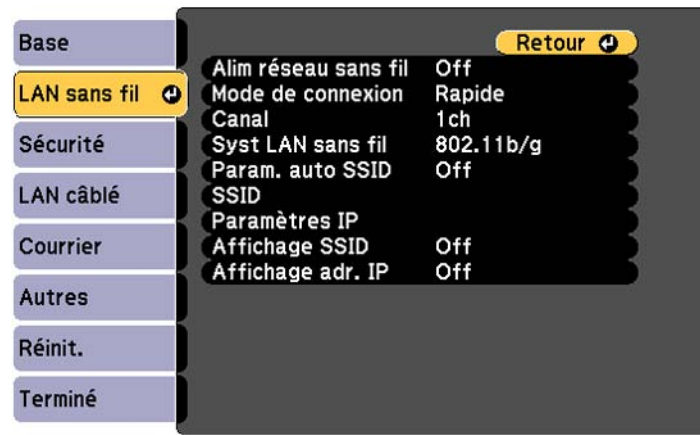 Base
LAN sans fil
Sécurité
LAN câblé
Courrier
Autres
Réinit.
Terminé
Retour
Alim réseau sans fil Off
Mode de connexion Rapide
Canal 1ch
Syst LAN sans fil 802.11b/g
Param. auto SSID Off
SSID
Paramètres IP
Affichage SSID Off
Affichage adr. IP Off